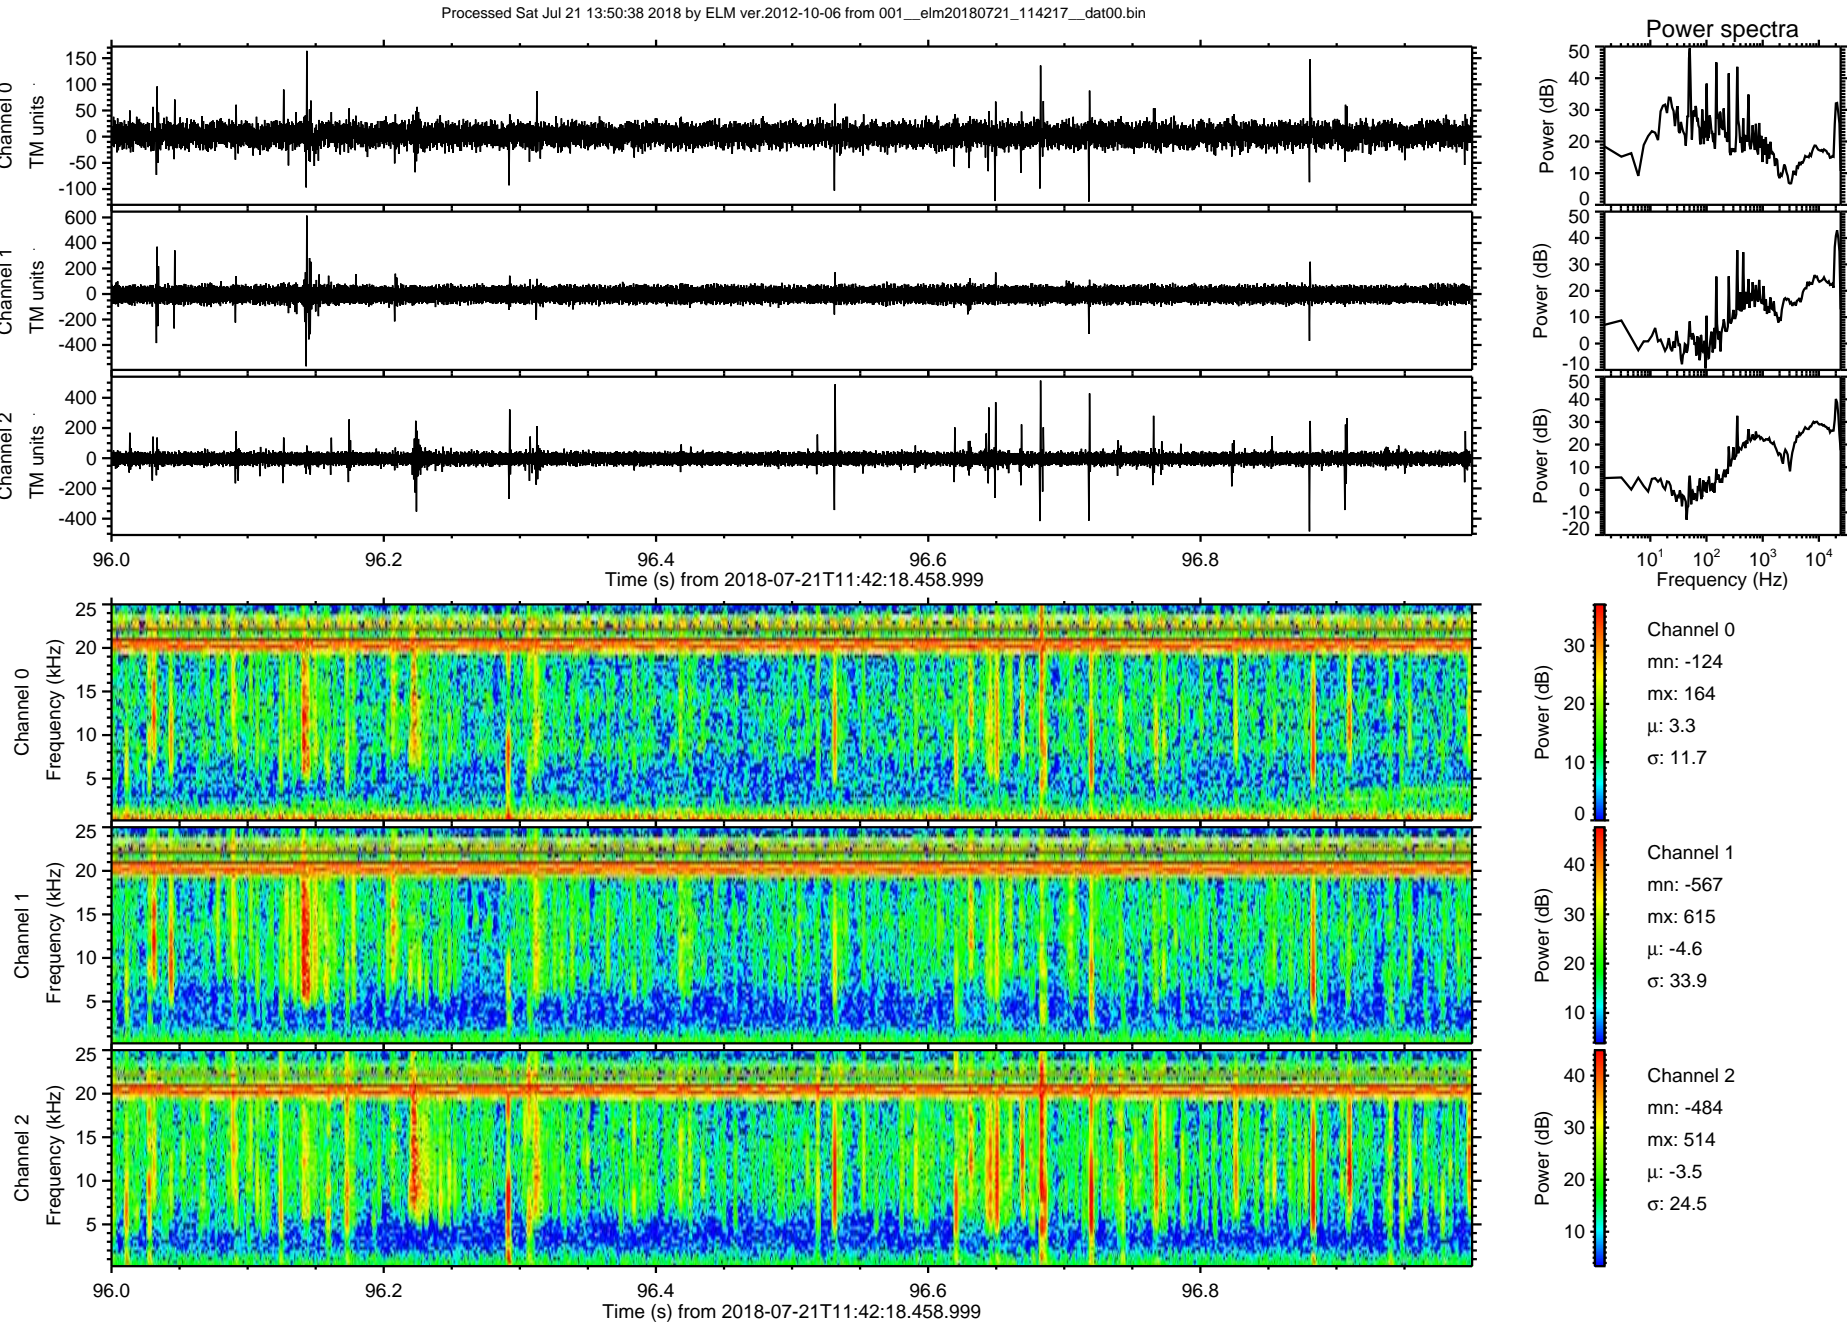 Processed Sat Jul 21 13:50:38 2018 by ELM ver.2012-10-06 from 001__elm20180721_114217__dat00.bin
Power spectra
Channel 0
TM units
150
100
50
0
-50
-100
Power (dB)
50
40
30
20
10
0
Channel 1
TM units
600
400
200
0
-200
-400
Power (dB)
50
40
30
20
10
0
-10
Channel 2
TM units
400
200
0
-200
-400
Power (dB)
50
40
30
20
10
0
-10
-20
96.0 96.2 96.4 96.6 96.8
Time (s) from 2018-07-21T11:42:18.458.999
10¹ 10² 10³ 10⁴
Frequency (Hz)
Channel 0
Frequency (kHz)
25
20
15
10
5
Power (dB)
30
20
10
0
Channel 0
mn: -124
mx: 164
μ: 3.3
σ: 11.7
Channel 1
Frequency (kHz)
25
20
15
10
5
Power (dB)
40
30
20
10
Channel 1
mn: -567
mx: 615
μ: -4.6
σ: 33.9
Channel 2
Frequency (kHz)
25
20
15
10
5
Power (dB)
40
30
20
10
Channel 2
mn: -484
mx: 514
μ: -3.5
σ: 24.5
96.0 96.2 96.4 96.6 96.8
Time (s) from 2018-07-21T11:42:18.458.999